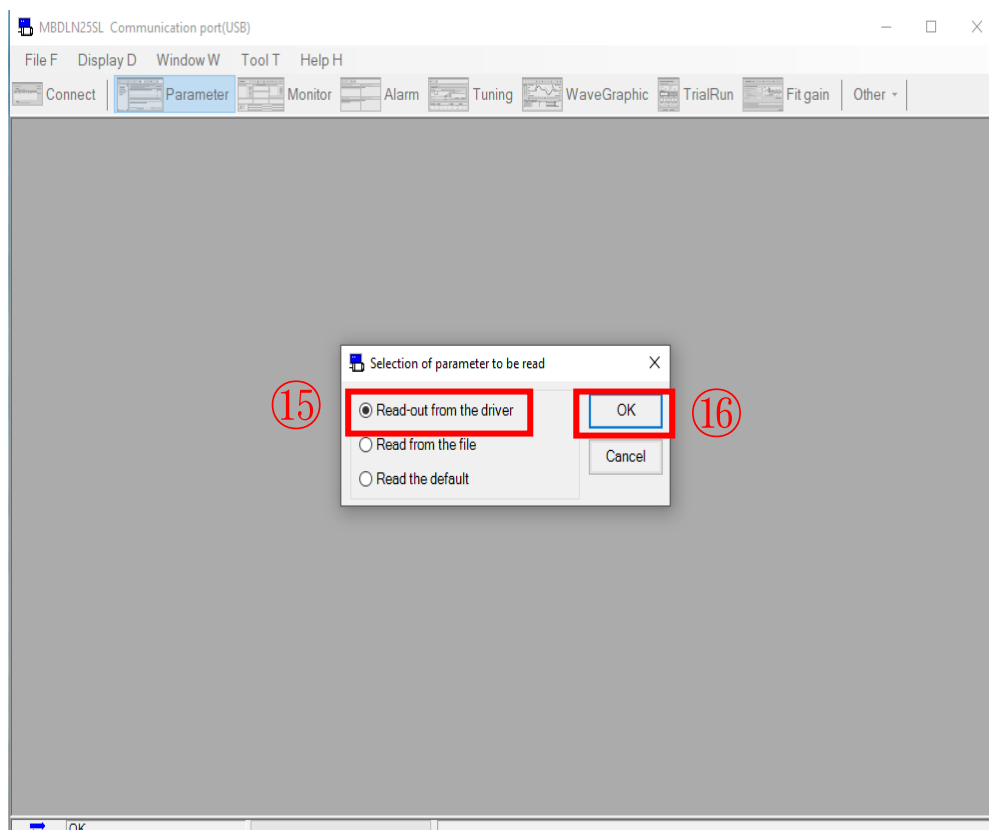 MBDLN25SL Communication port(USB)
File F Display D Window W Tool T Help H
Connect Parameter Monitor Alarm Tuning WaveGraphic TrialRun Fit gain Other
Selection of parameter to be read
⑮ Read-out from the driver OK ⑯
Read from the file
Cancel
Read the default
OK